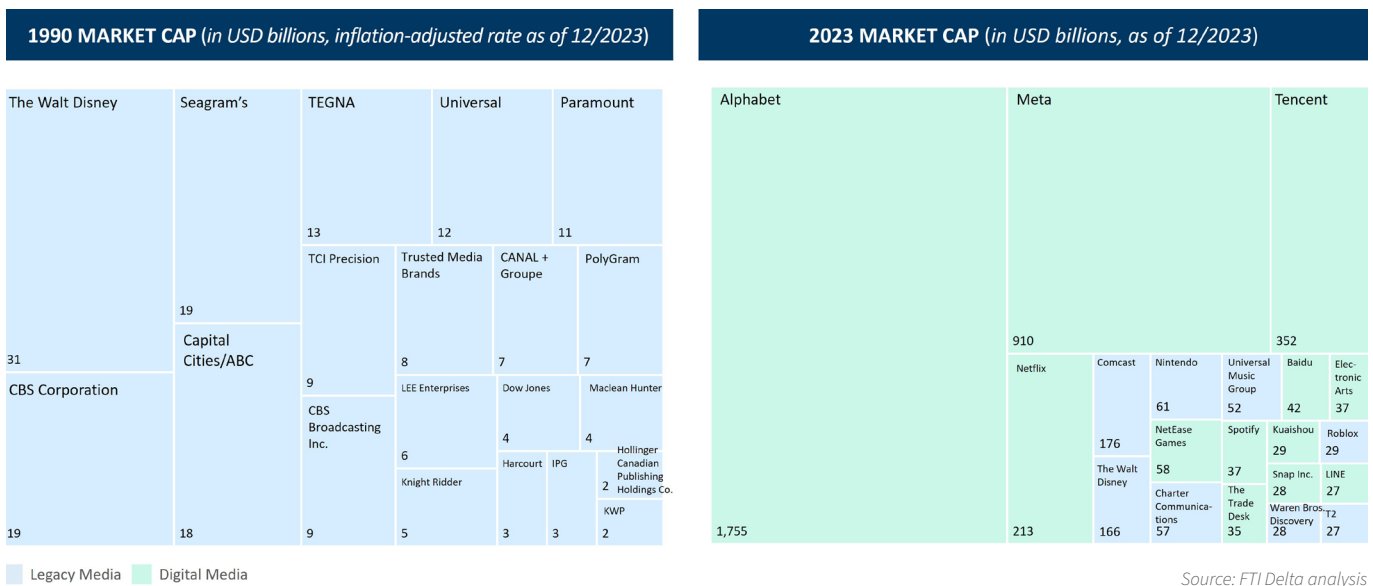 1990 MARKET CAP (in USD billions, inflation-adjusted rate as of 12/2023)
The Walt Disney
31
CBS Corporation
19
Seagram's
19
Capital
Cities/ABC
18
TEGNA
13
Universal
12
Paramount
11
TCI Precision
9
CBS
Broadcasting
Inc.
9
Trusted Media
Brands
8
CANAL +
Groupe
7
PolyGram
7
LEE Enterprises
6
Knight Ridder
5
Dow Jones
4
Maclean Hunter
4
Harcourt
3
IPG
3
Hollinger
Canadian
Publishing
Holdings Co.
2
KWP
2
2023 MARKET CAP (in USD billions, as of 12/2023)
Alphabet
1,755
Meta
910
Tencent
352
Netflix
213
Comcast
176
The Walt
Disney
166
Nintendo
61
NetEase
Games
58
Charter
Communica-
tions
57
Universal
Music
Group
52
Baidu
42
Elec-
tronic
Arts
37
Spotify
37
The
Trade
Desk
35
Kuaishou
29
Roblox
29
Snap Inc.
28
LINE
27
Waren Bros.
Discovery
28
T2
27
Legacy Media
Digital Media
Source: FTI Delta analysis